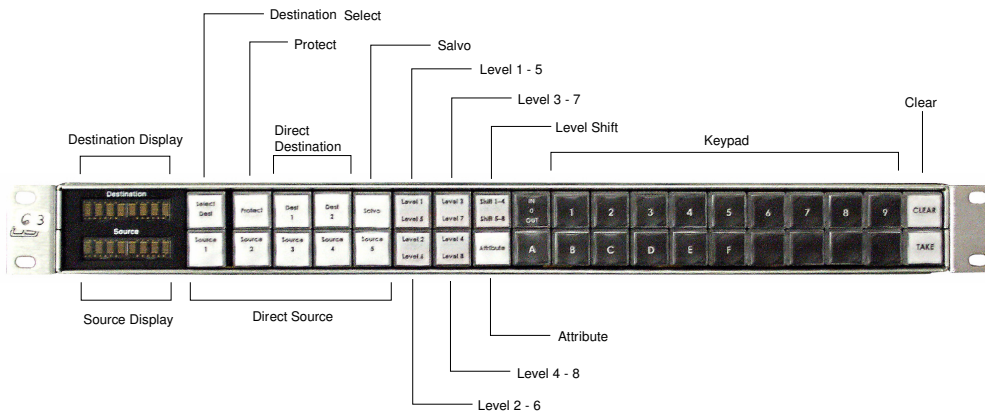 Destination Select
Protect
Salvo
Level 1 - 5
Level 3 - 7
Clear
Level Shift
Destination Display
Direct
Destination
Keypad
Destination
Source
Select
Dest
Protect
Dest
1
Dest
2
Salvo
Level 1
Level 5
Level 3
Level 7
Shift 1-4
Shift 5-8
IN
0
OUT
1
2
3
4
5
6
7
8
9
CLEAR
Source
1
Source
2
Source
3
Source
4
Source
5
Level 2
Level 6
Level 4
Level 8
Attribute
A
B
C
D
E
F
TAKE
Source Display
Direct Source
Attribute
Level 4 - 8
Level 2 - 6